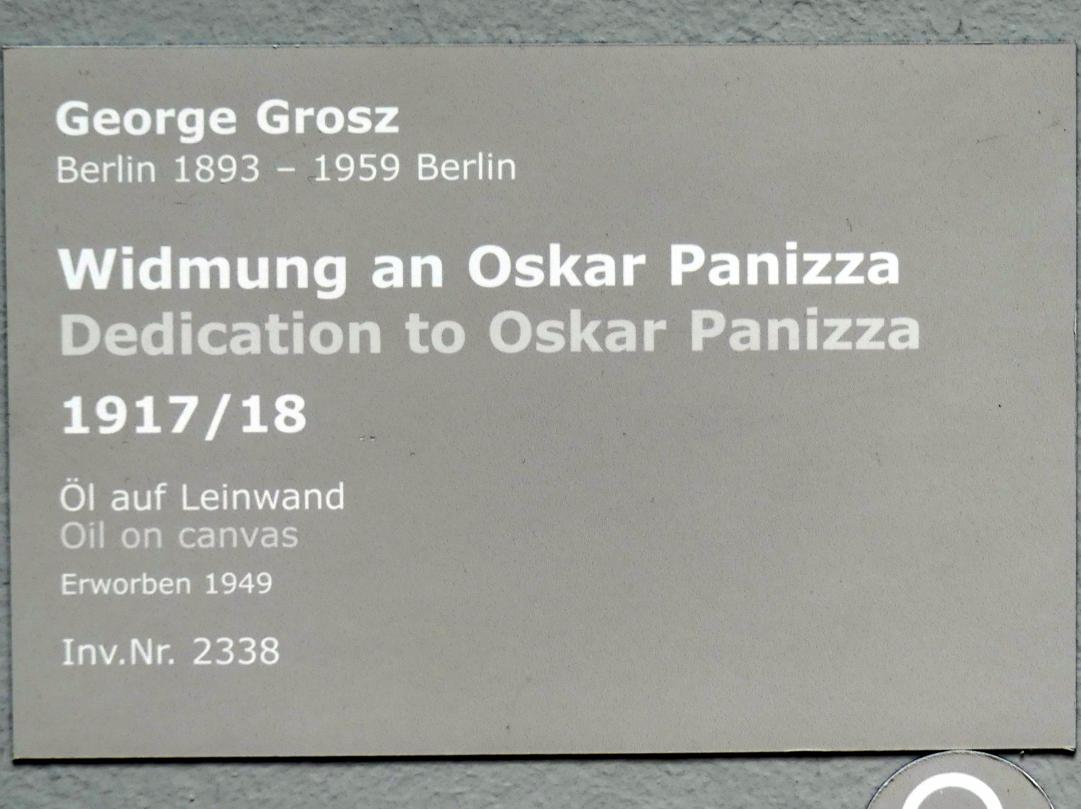 George Grosz
Berlin 1893 – 1959 Berlin
Widmung an Oskar Panizza
Dedication to Oskar Panizza
1917/18
Öl auf Leinwand
Oil on canvas
Erworben 1949
Inv.Nr. 2338